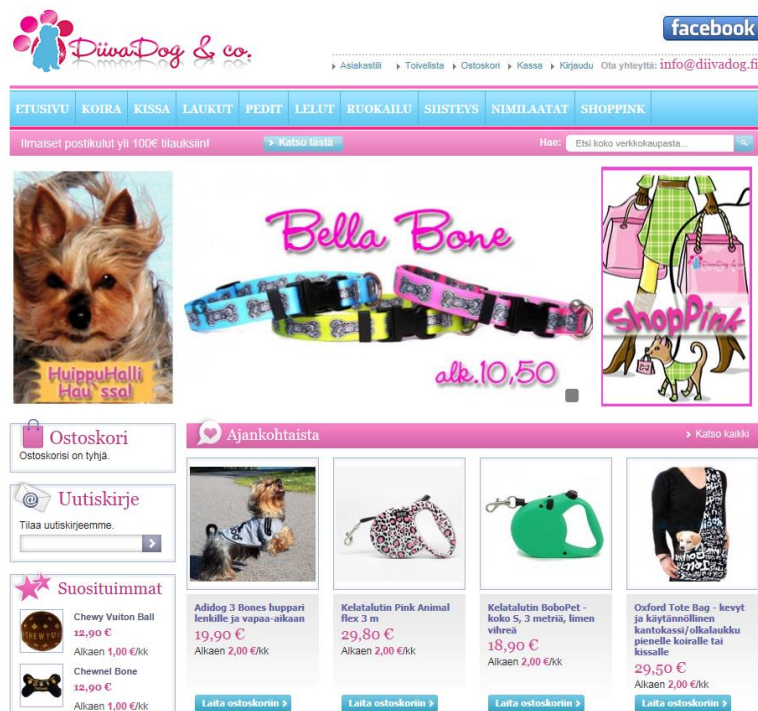 DiivaDog & co.
facebook
Asiakastili Toivelista Ostoskori Kassa Kirjaudu Ota yhteyttä: info@diivadog.fi
ETUSIVU KOIRA KISSA LAUKUT PEDIT LELUT RUOKAILU SIISTEYS NIMILAATAT SHOPPINK
Ilmaiset postikulut yli 100€ tilauksiin! Katso tästä Hae: Etsi koko verkkokaupasta...
HuippuHalli
Hau`ssa!
Bella Bone
alk.10,50
DiivaDog & co.
ShopPink
Ostoskori
Ostoskorisi on tyhjä.
Uutiskirje
Tilaa uutiskirjeemme.
Suosituimmat
Chewy Vuiton Ball
12,90 €
Alkaen 1,00 €/kk
Chewnel Bone
12,90 €
Alkaen 1,00 €/kk
Ajankohtaista Katso kaikki
Adidog 3 Bones huppari
lenkille ja vapaa-aikaan
19,90 €
Alkaen 2,00 €/kk
Laita ostoskoriin
Kelatalutin Pink Animal
flex 3 m
29,80 €
Alkaen 2,00 €/kk
Laita ostoskoriin
Kelatalutin BoboPet -
koko S, 3 metriä, limen
vihreä
18,90 €
Alkaen 2,00 €/kk
Laita ostoskoriin
Oxford Tote Bag - kevyt
ja käytännöllinen
kantokassi/olkalaukku
pienelle koiralle tai
kissalle
29,50 €
Alkaen 2,00 €/kk
Laita ostoskoriin